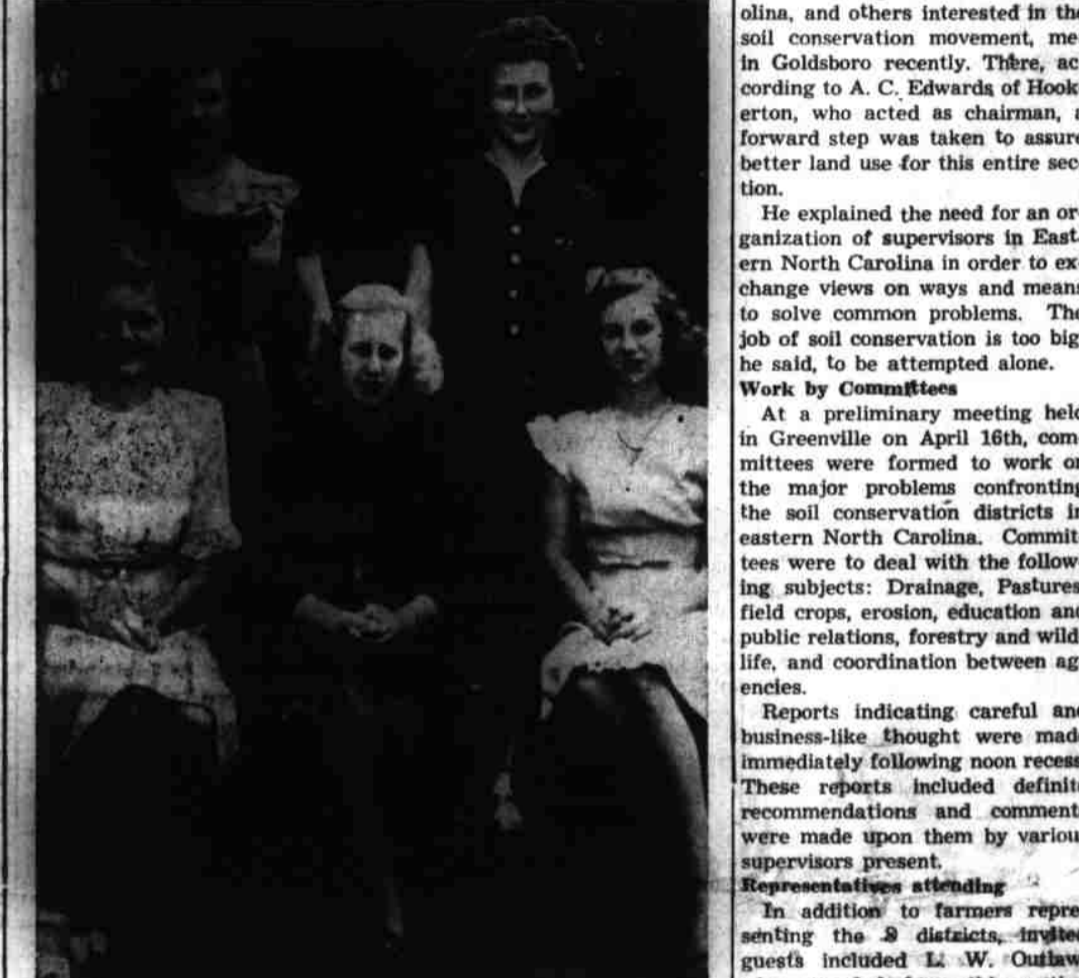 olina, and others interested in the
soil conservation movement, me
in Goldsboro recently. There, ac
cording to A. C. Edwards of Hook
erton, who acted as chairman, a
forward step was taken to assure
better land use for this entire sec
tion.
He explained the need for an or
ganization of supervisors in East
ern North Carolina in order to ex
change views on ways and means
to solve common problems. The
job of soil conservation is too big
he said, to be attempted alone.
Work by Committees
At a preliminary meeting held
in Greenville on April 16th, com
mittees were formed to work on
the major problems confronting
the soil conservation districts in
eastern North Carolina. Commit
tees were to deal with the follow
ing subjects: Drainage, Pastures
field crops, erosion, education and
public relations, forestry and wild
life, and coordination between ag
encies.
Reports indicating careful and
business-like thought were made
immediately following noon recess
These reports included definite
recommendations and comment
were made upon them by variou
supervisors present.
Representatives attending
In addition to farmers repre
senting the districts, invited
guests included L. W. Outlaw